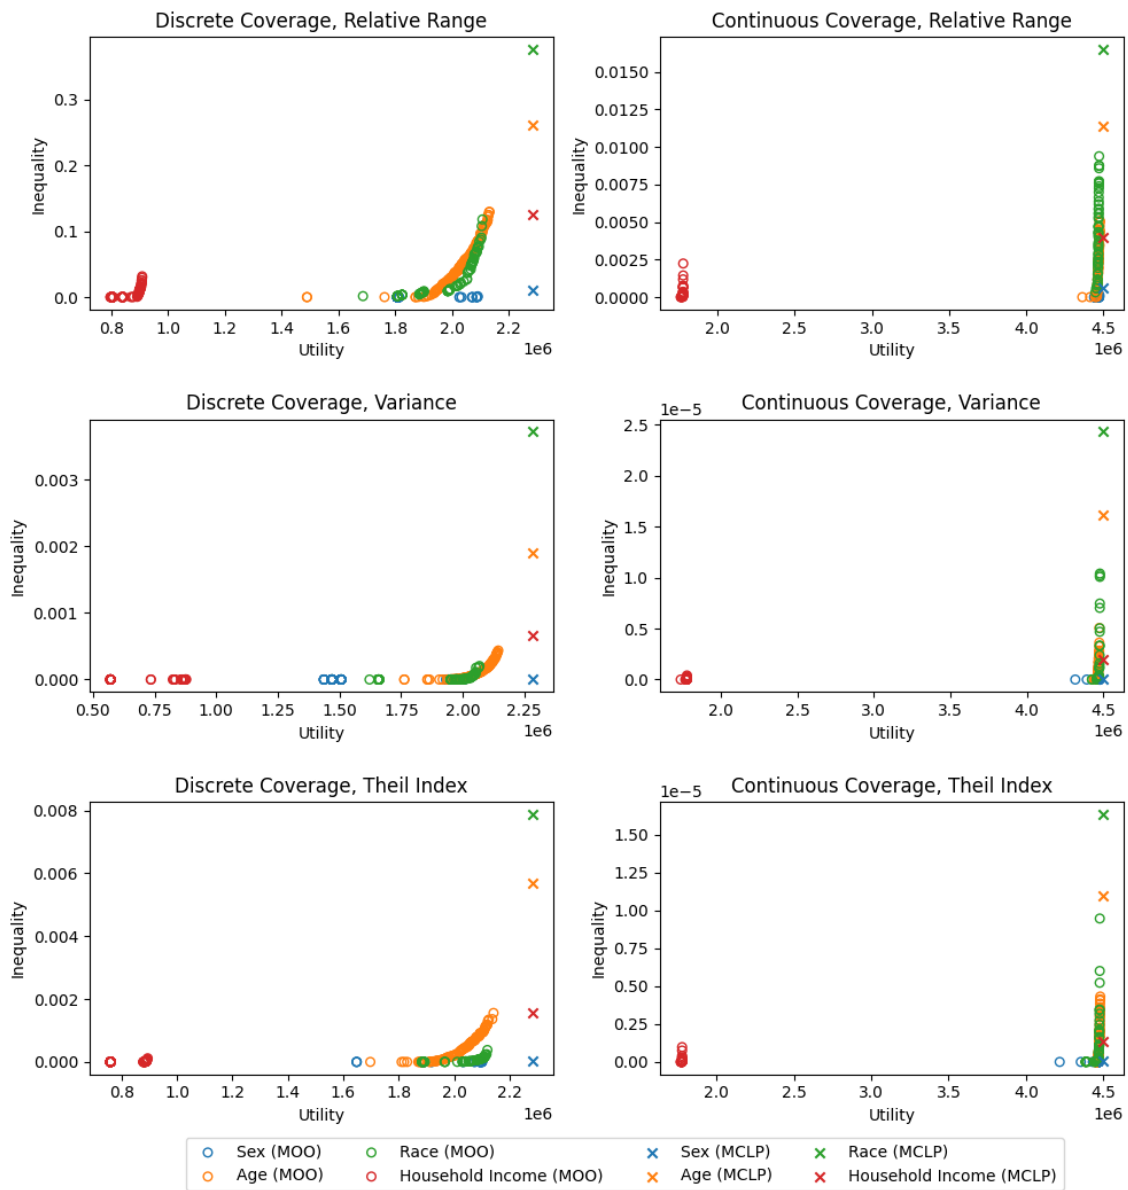 Discrete Coverage, Relative Range
Inequality
0.3
0.2
0.1
0.0
0.8 1.0 1.2 1.4 1.6 1.8 2.0 2.2
Utility
1e6
Continuous Coverage, Relative Range
Inequality
0.0150
0.0125
0.0100
0.0075
0.0050
0.0025
0.0000
2.0 2.5 3.0 3.5 4.0 4.5
Utility
1e6
Discrete Coverage, Variance
Inequality
0.003
0.002
0.001
0.000
0.50 0.75 1.00 1.25 1.50 1.75 2.00 2.25
Utility
1e6
Continuous Coverage, Variance
1e−5
Inequality
2.5
2.0
1.5
1.0
0.5
0.0
2.0 2.5 3.0 3.5 4.0 4.5
Utility
1e6
Discrete Coverage, Theil Index
Inequality
0.008
0.006
0.004
0.002
0.000
0.8 1.0 1.2 1.4 1.6 1.8 2.0 2.2
Utility
1e6
Continuous Coverage, Theil Index
1e−5
Inequality
1.50
1.25
1.00
0.75
0.50
0.25
0.00
2.0 2.5 3.0 3.5 4.0 4.5
Utility
1e6
Sex (MOO) Race (MOO) Sex (MCLP) Race (MCLP)
Age (MOO) Household Income (MOO) Age (MCLP) Household Income (MCLP)